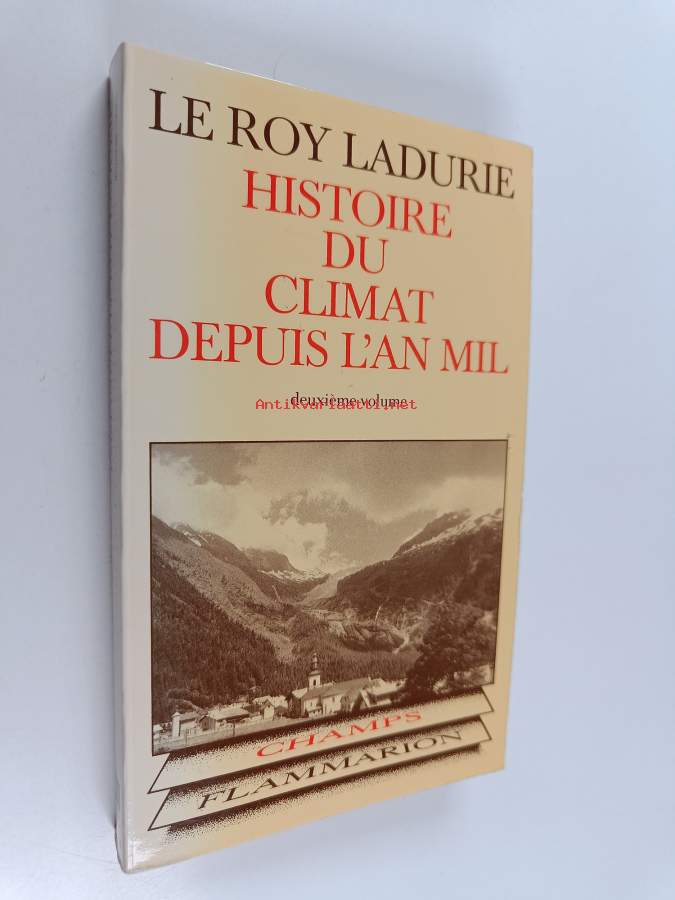 LE ROY LADURIE
HISTOIRE
DU
CLIMAT
DEPUIS L'AN MIL
deuxième volume
Antikvariaatti.net
CHAMPS
FLAMMARION